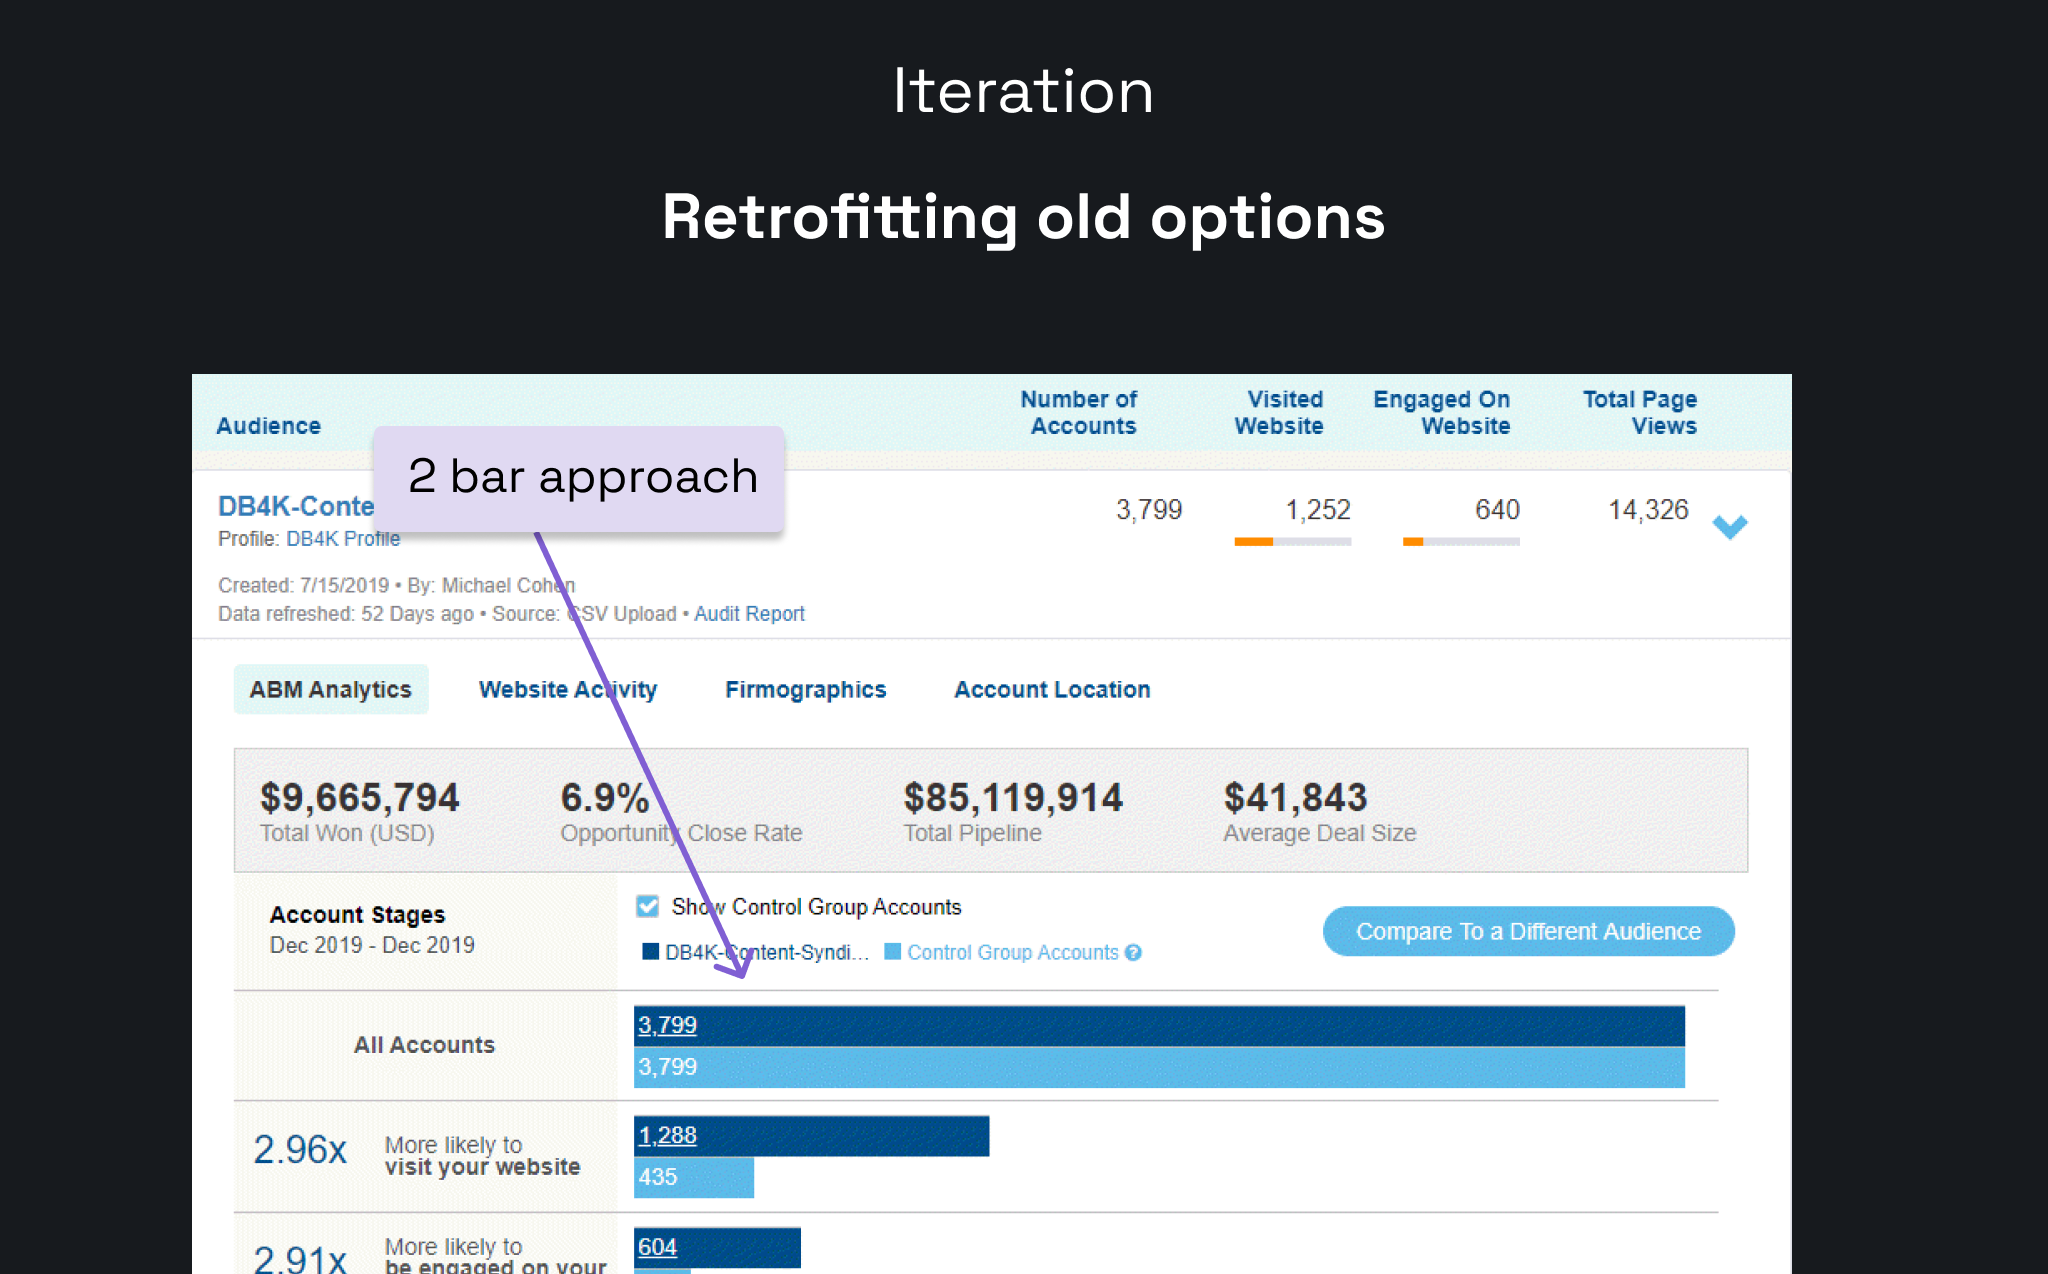 Iteration
Retrofitting old options
Audience
Number of
Accounts
Visited
Website
Engaged On
Website
Total Page
Views
2 bar approach
DB4K-Conte
3,799
1,252
640
14,326
Profile: DB4K Profile
Created: 7/15/2019 • By: Michael Cohen
Data refreshed: 52 Days ago • Source: CSV Upload • Audit Report
ABM Analytics
Website Activity
Firmographics
Account Location
$9,665,794
Total Won (USD)
6.9%
Opportunity Close Rate
$85,119,914
Total Pipeline
$41,843
Average Deal Size
Account Stages
Dec 2019 - Dec 2019
Show Control Group Accounts
DB4K-Content-Syndi...
Control Group Accounts ?
Compare To a Different Audience
All Accounts
3,799
3,799
2.96x
More likely to
visit your website
1,288
435
2.91x
More likely to
be engaged on your
604